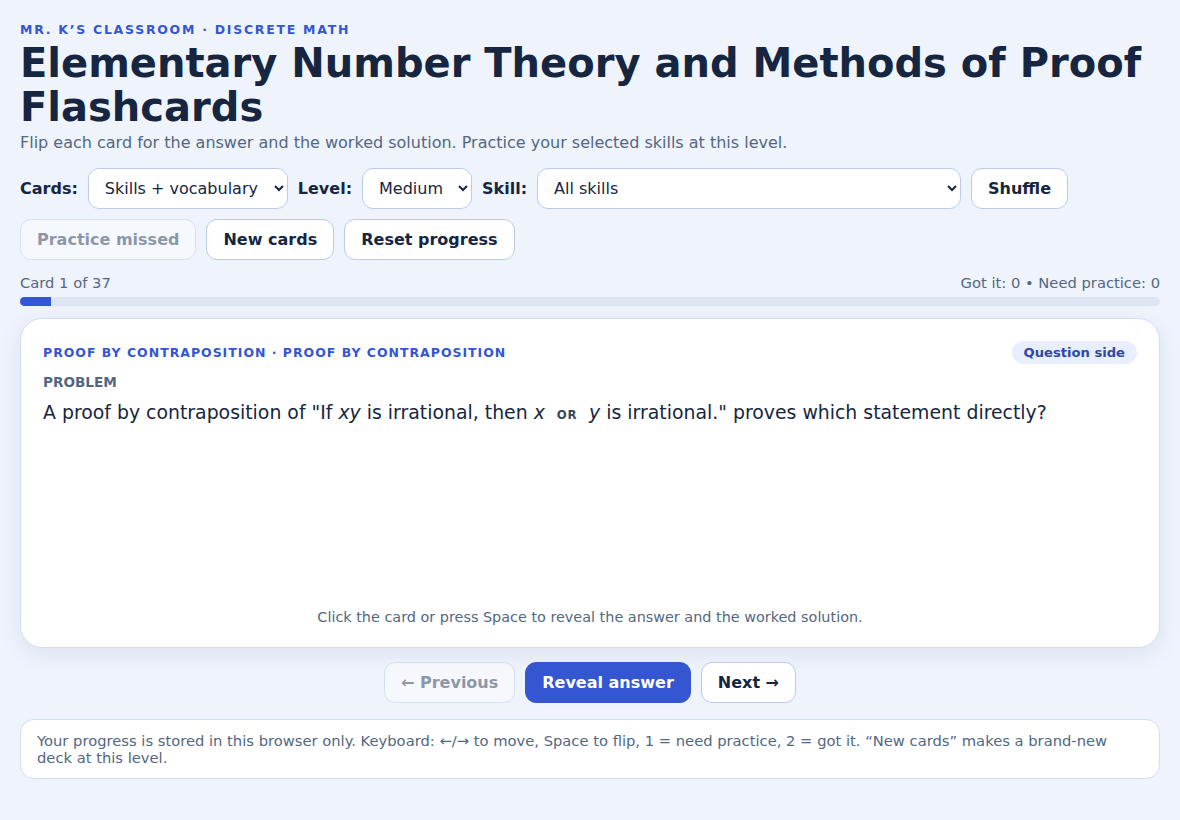 MR. K’S CLASSROOM · DISCRETE MATH
Elementary Number Theory and Methods of Proof
Flashcards
Flip each card for the answer and the worked solution. Practice your selected skills at this level.
Cards: Skills + vocabulary Level: Medium Skill: All skills Shuffle
Practice missed New cards Reset progress
Card 1 of 37 Got it: 0 • Need practice: 0
PROOF BY CONTRAPOSITION · PROOF BY CONTRAPOSITION Question side
PROBLEM
A proof by contraposition of "If xy is irrational, then x OR y is irrational." proves which statement directly?
Click the card or press Space to reveal the answer and the worked solution.
← Previous Reveal answer Next →
Your progress is stored in this browser only. Keyboard: ←/→ to move, Space to flip, 1 = need practice, 2 = got it. “New cards” makes a brand-new
deck at this level.